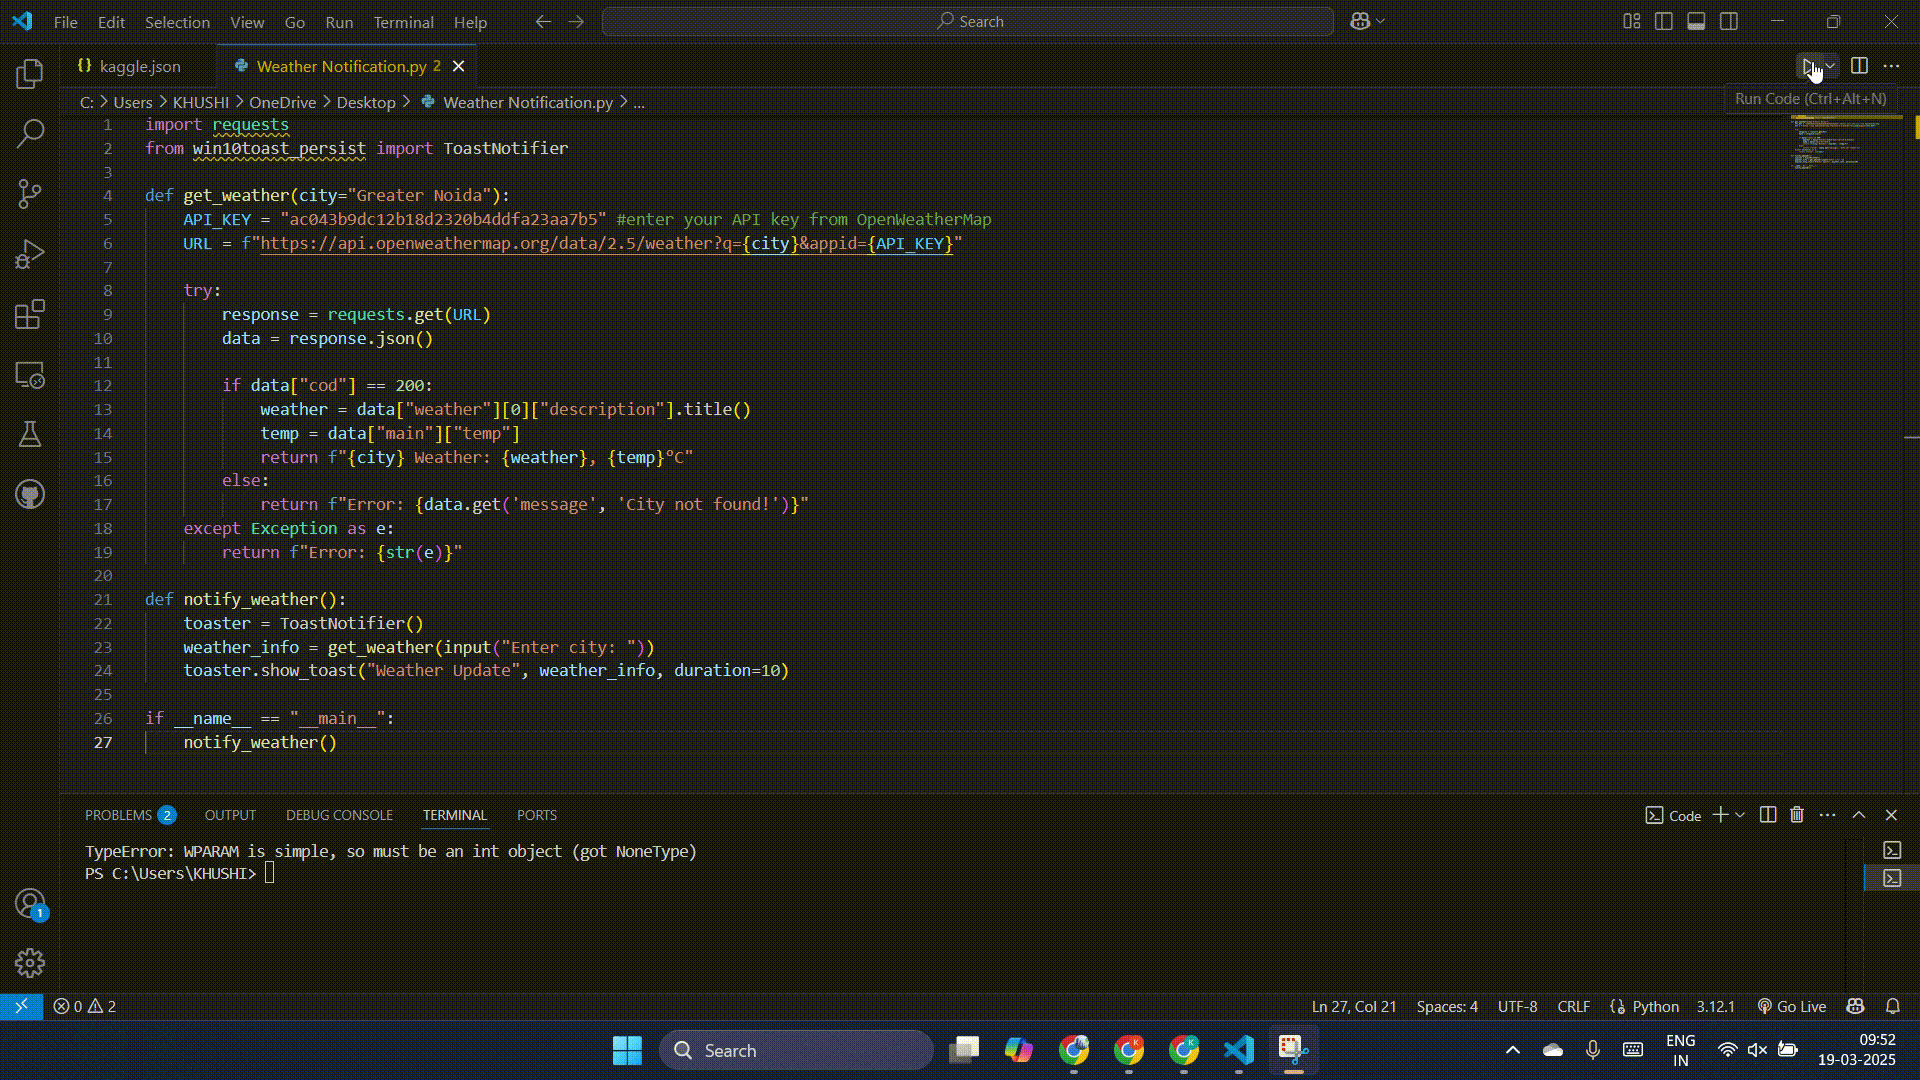 File Edit Selection View Go Run Terminal Help
Search
{} kaggle.json
Weather Notification.py 2
Run Code (Ctrl+Alt+N)
C: > Users > KHUSHI > OneDrive > Desktop > Weather Notification.py > ...
1 import requests
2 from win10toast_persist import ToastNotifier
3
4 def get_weather(city="Greater Noida"):
5 API_KEY = "ac043b9dc12b18d2320b4ddfa23aa7b5" #enter your API key from OpenWeatherMap
6 URL = f"https://api.openweathermap.org/data/2.5/weather?q={city}&appid={API_KEY}"
7
8 try:
9 response = requests.get(URL)
10 data = response.json()
11
12 if data["cod"] == 200:
13 weather = data["weather"][0]["description"].title()
14 temp = data["main"]["temp"]
15 return f"{city} Weather: {weather}, {temp}°C"
16 else:
17 return f"Error: {data.get('message', 'City not found!')}"
18 except Exception as e:
19 return f"Error: {str(e)}"
20
21 def notify_weather():
22 toaster = ToastNotifier()
23 weather_info = get_weather(input("Enter city: "))
24 toaster.show_toast("Weather Update", weather_info, duration=10)
25
26 if __name__ == "__main__":
27 notify_weather()
PROBLEMS 2 OUTPUT DEBUG CONSOLE TERMINAL PORTS
Code
TypeError: WPARAM is simple, so must be an int object (got NoneType)
PS C:\Users\KHUSHI>
1
0 2
Ln 27, Col 21 Spaces: 4 UTF-8 CRLF {} Python 3.12.1 Go Live
Search
ENG
IN
09:52
19-03-2025